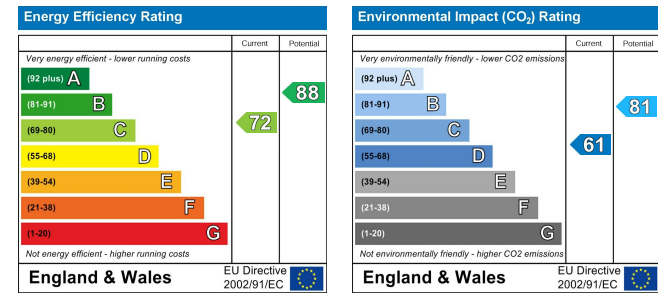 Energy Efficiency Rating
Current Potential
Very energy efficient - lower running costs
(92 plus) A
(81-91) B
(69-80) C
(55-68) D
(39-54) E
(21-38) F
(1-20) G
72
88
Not energy efficient - higher running costs
England & Wales
EU Directive
2002/91/EC
Environmental Impact (CO₂) Rating
Current Potential
Very environmentally friendly - lower CO2 emissions
(92 plus) A
(81-91) B
(69-80) C
(55-68) D
(39-54) E
(21-38) F
(1-20) G
61
81
Not environmentally friendly - higher CO2 emissions
England & Wales
EU Directive
2002/91/EC